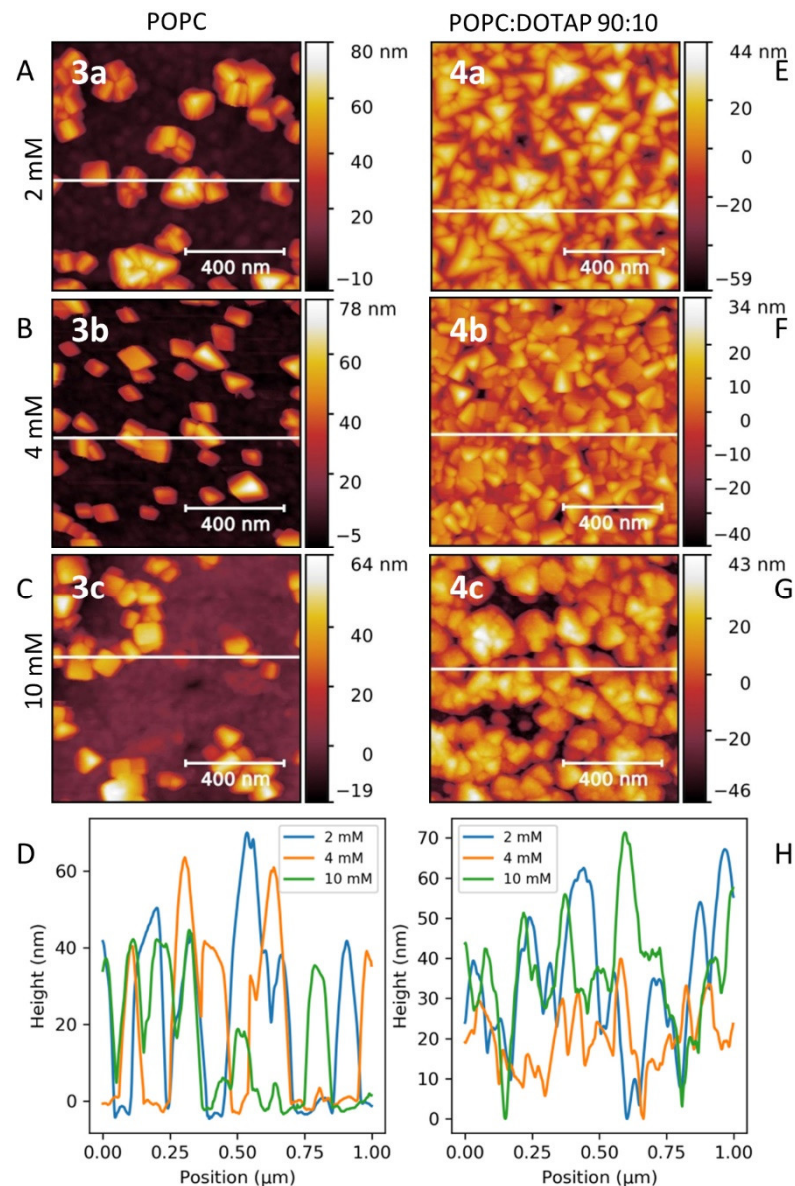 POPC
POPC:DOTAP 90:10
A
3a
80 nm
60
40
20
−10
400 nm
2 mM
4a
44 nm
20
0
−20
−59
400 nm
E
B
3b
78 nm
60
40
20
−5
400 nm
4 mM
4b
34 nm
20
10
0
−10
−20
−40
400 nm
F
C
3c
64 nm
40
20
0
−19
400 nm
10 mM
4c
43 nm
20
0
−20
−46
400 nm
G
D
2 mM
4 mM
10 mM
Height (nm)
60
40
20
0
0.00 0.25 0.50 0.75 1.00
Position (μm)
H
2 mM
4 mM
10 mM
Height (nm)
70
60
50
40
30
20
10
0
0.00 0.25 0.50 0.75 1.00
Position (μm)